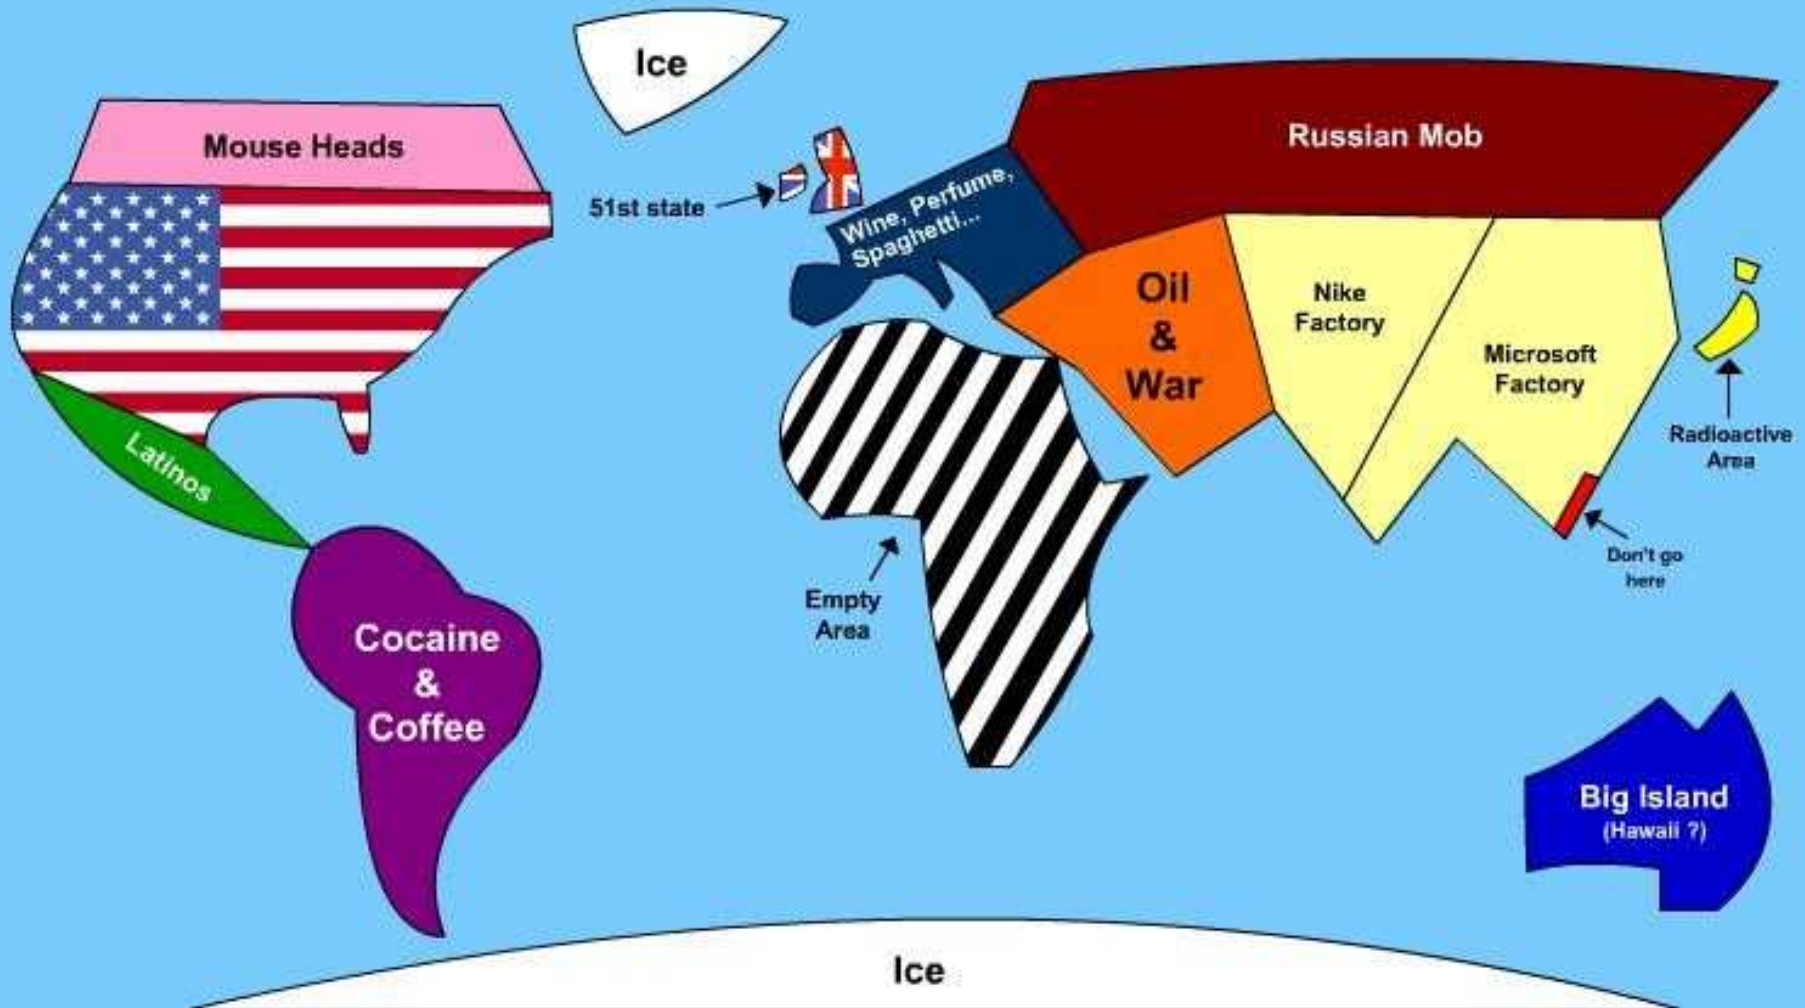 Ice
Mouse Heads
Russian Mob
51st state
Wine, Perfume,
Spaghetti...
Oil
&
War
Nike
Factory
Microsoft
Factory
Radioactive
Area
Latinos
Don't go
here
Empty
Area
Cocaine
&
Coffee
Big Island
(Hawaii ?)
Ice